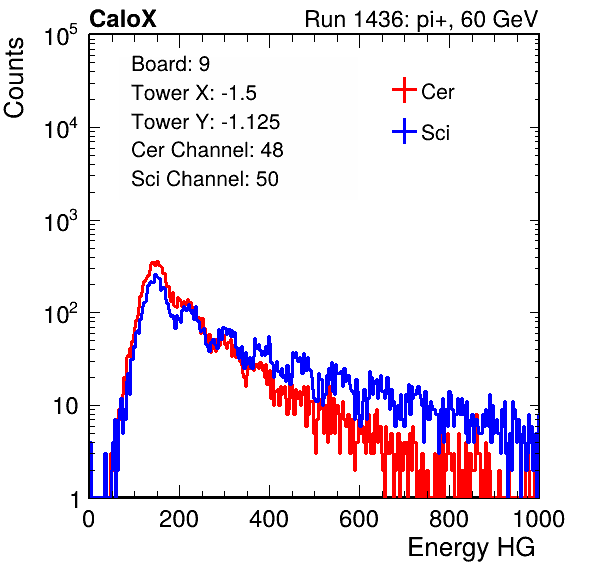 CaloX Run 1436: pi+, 60 GeV
Counts
10^5
10^4
10^3
10^2
10
1
Board: 9
Tower X: -1.5
Tower Y: -1.125
Cer Channel: 48
Sci Channel: 50
Cer
Sci
0 200 400 600 800 1000
Energy HG